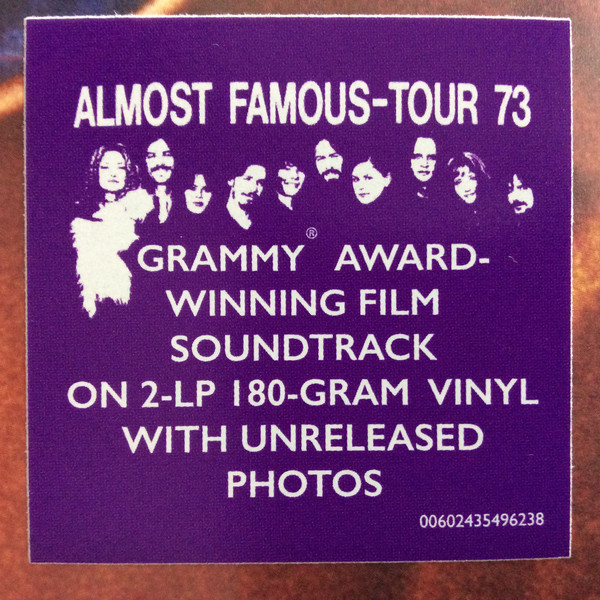 ALMOST FAMOUS-TOUR 73
GRAMMY® AWARD-
WINNING FILM
SOUNDTRACK
ON 2-LP 180-GRAM VINYL
WITH UNRELEASED
PHOTOS
00602435496238